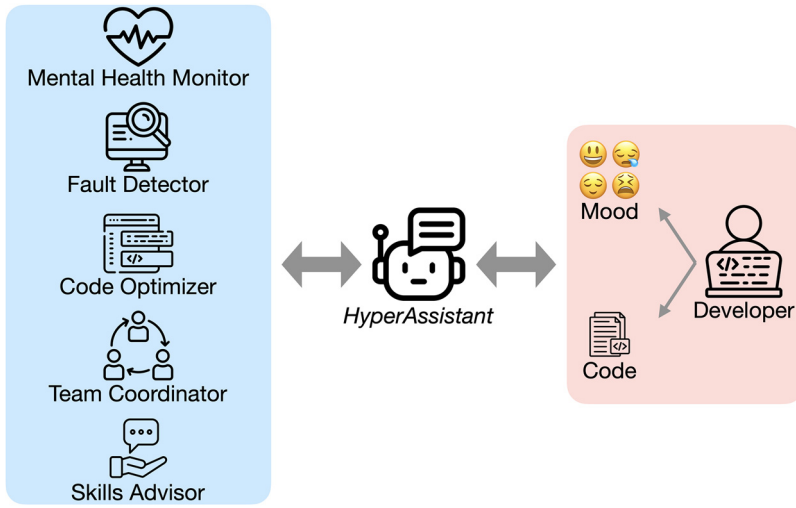 Mental Health Monitor
Fault Detector
</>
Code Optimizer
Team Coordinator
Skills Advisor
HyperAssistant
Mood
</>
Code
</>
Developer